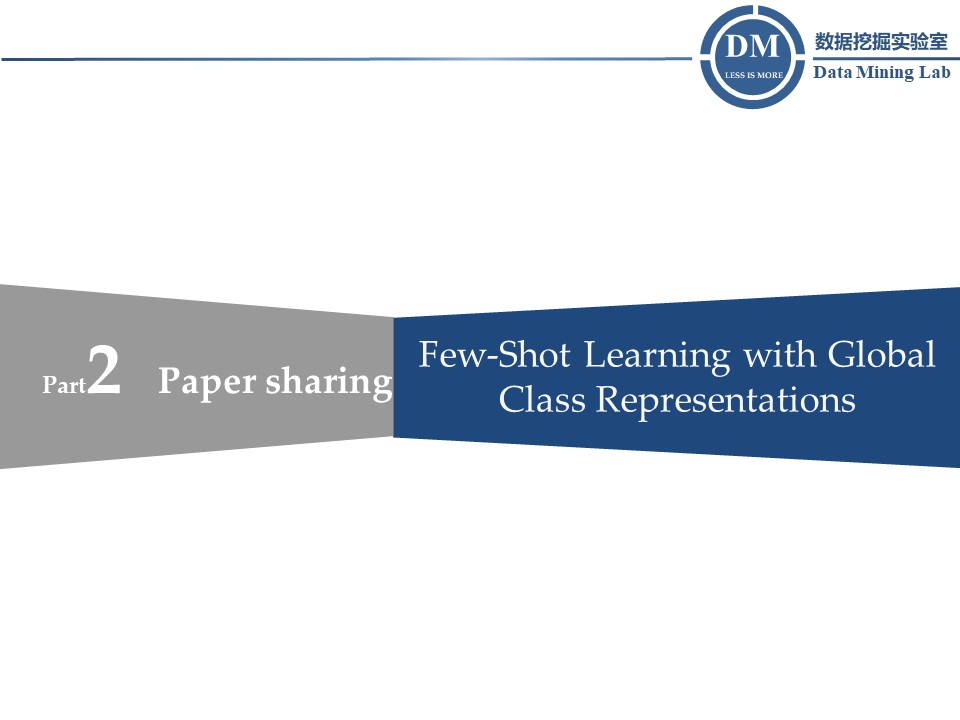 DM
LESS IS MORE
数据挖掘实验室
Data Mining Lab
Part2 Paper sharing
Few-Shot Learning with Global
Class Representations